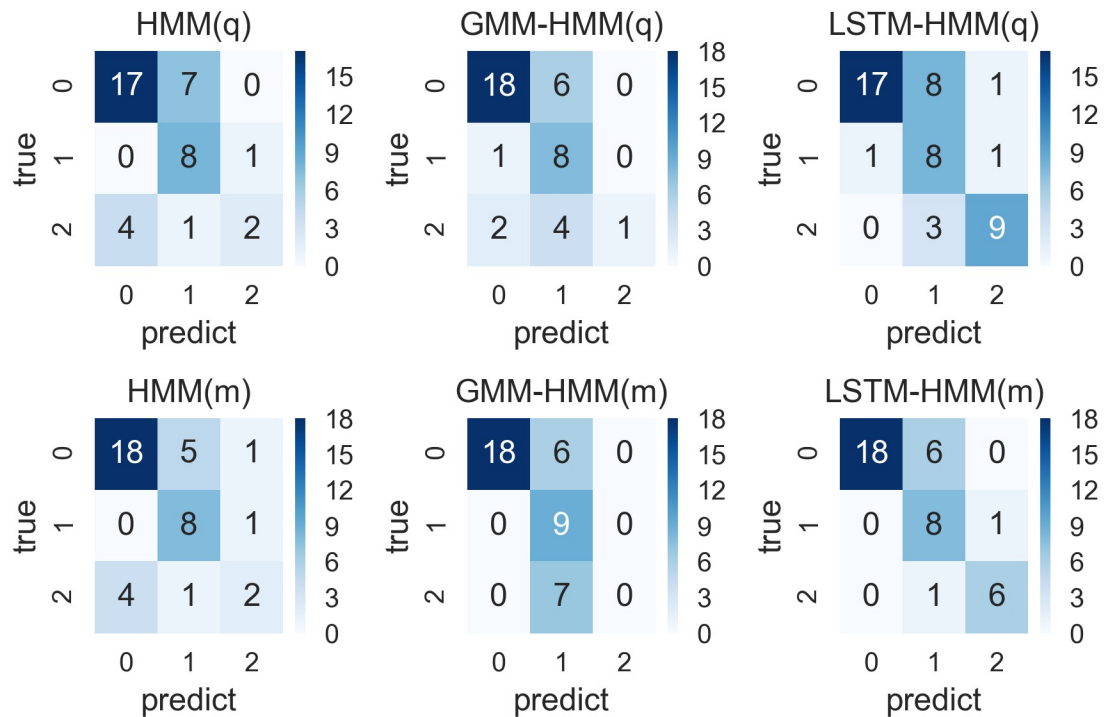 HMM(q) GMM-HMM(q) LSTM-HMM(q)
true 0 17 7 0 15 true 0 18 6 0 18 true 0 17 8 1 15
1 0 8 1 12 1 1 8 0 15 1 1 8 1 12
2 4 1 2 9 2 2 4 1 12 2 0 3 9 9
6 9 6
3 6 3
0 3 0
0
0 1 2 0 1 2 0 1 2
predict predict predict
HMM(m) GMM-HMM(m) LSTM-HMM(m)
true 0 18 5 1 18 true 0 18 6 0 18 true 0 18 6 0 18
1 0 8 1 15 1 0 9 0 15 1 0 8 1 15
2 4 1 2 12 2 0 7 0 12 2 0 1 6 12
9 9 9
6 6 6
3 3 3
0 0 0
0 1 2 0 1 2 0 1 2
predict predict predict